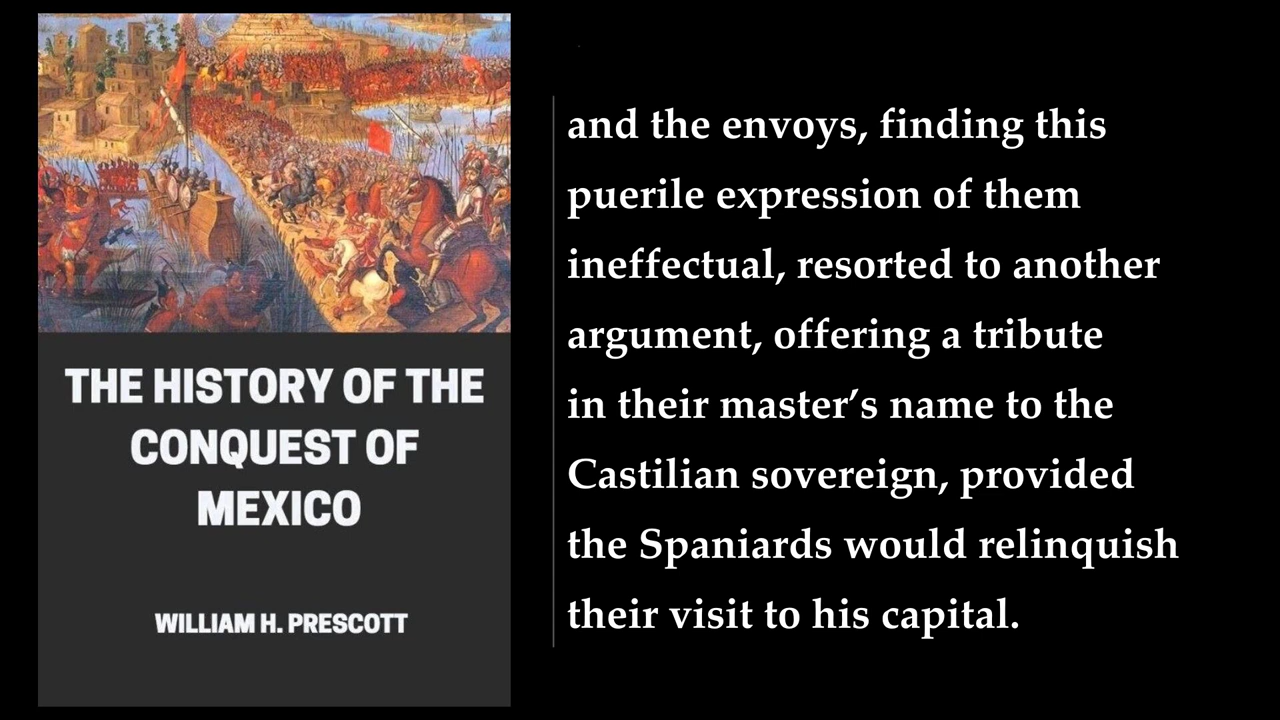 THE HISTORY OF THE
CONQUEST OF
MEXICO
WILLIAM H. PRESCOTT
and the envoys, finding this
puerile expression of them
ineffectual, resorted to another
argument, offering a tribute
in their master’s name to the
Castilian sovereign, provided
the Spaniards would relinquish
their visit to his capital.